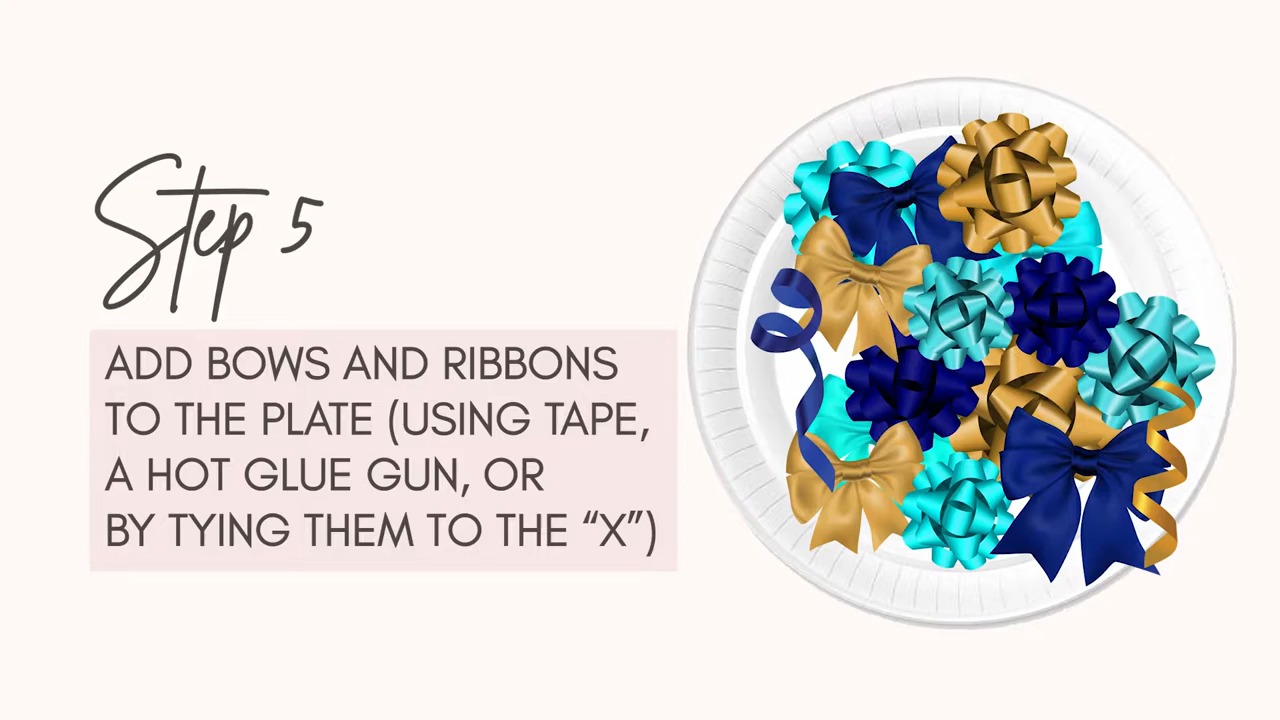 Step 5
ADD BOWS AND RIBBONS
TO THE PLATE (USING TAPE,
A HOT GLUE GUN, OR
BY TYING THEM TO THE “X”)